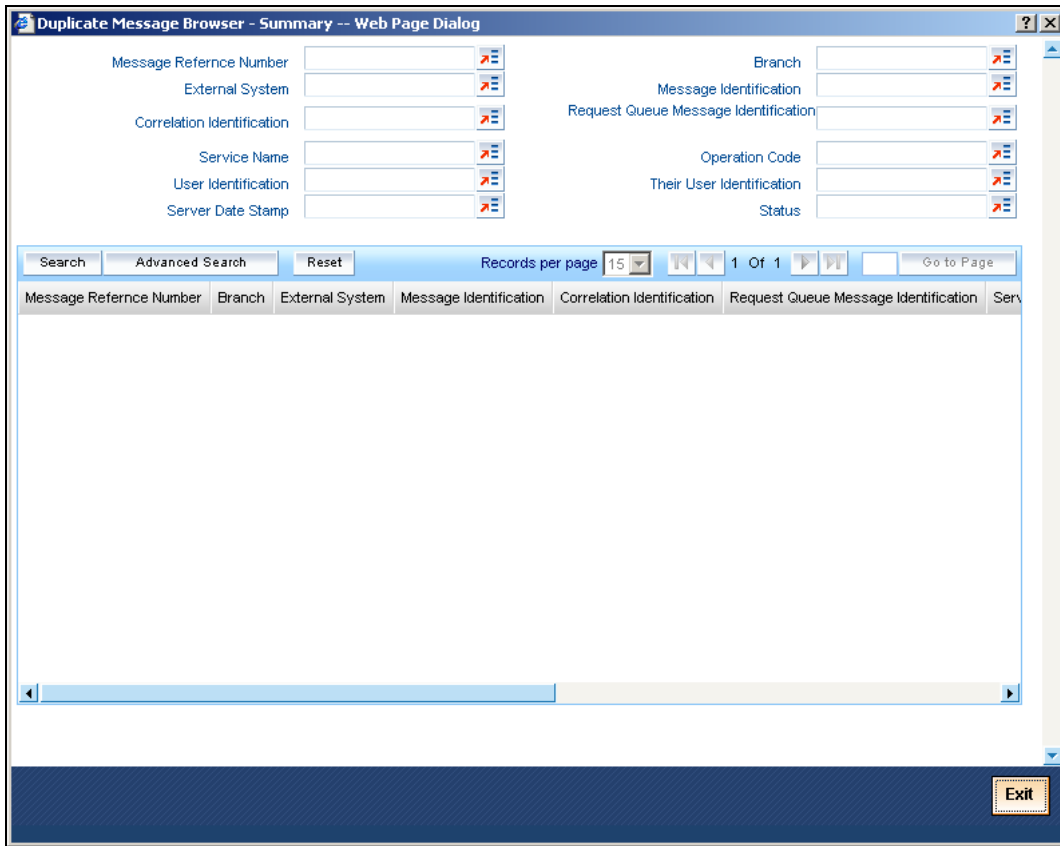 Duplicate Message Browser - Summary -- Web Page Dialog ? X
Message Refernce Number Branch
External System Message Identification
Correlation Identification Request Queue Message Identification
Service Name Operation Code
User Identification Their User Identification
Server Date Stamp Status
Search Advanced Search Reset Records per page 15 1 Of 1 Go to Page
Message Refernce Number Branch External System Message Identification Correlation Identification Request Queue Message Identification Serv
Exit